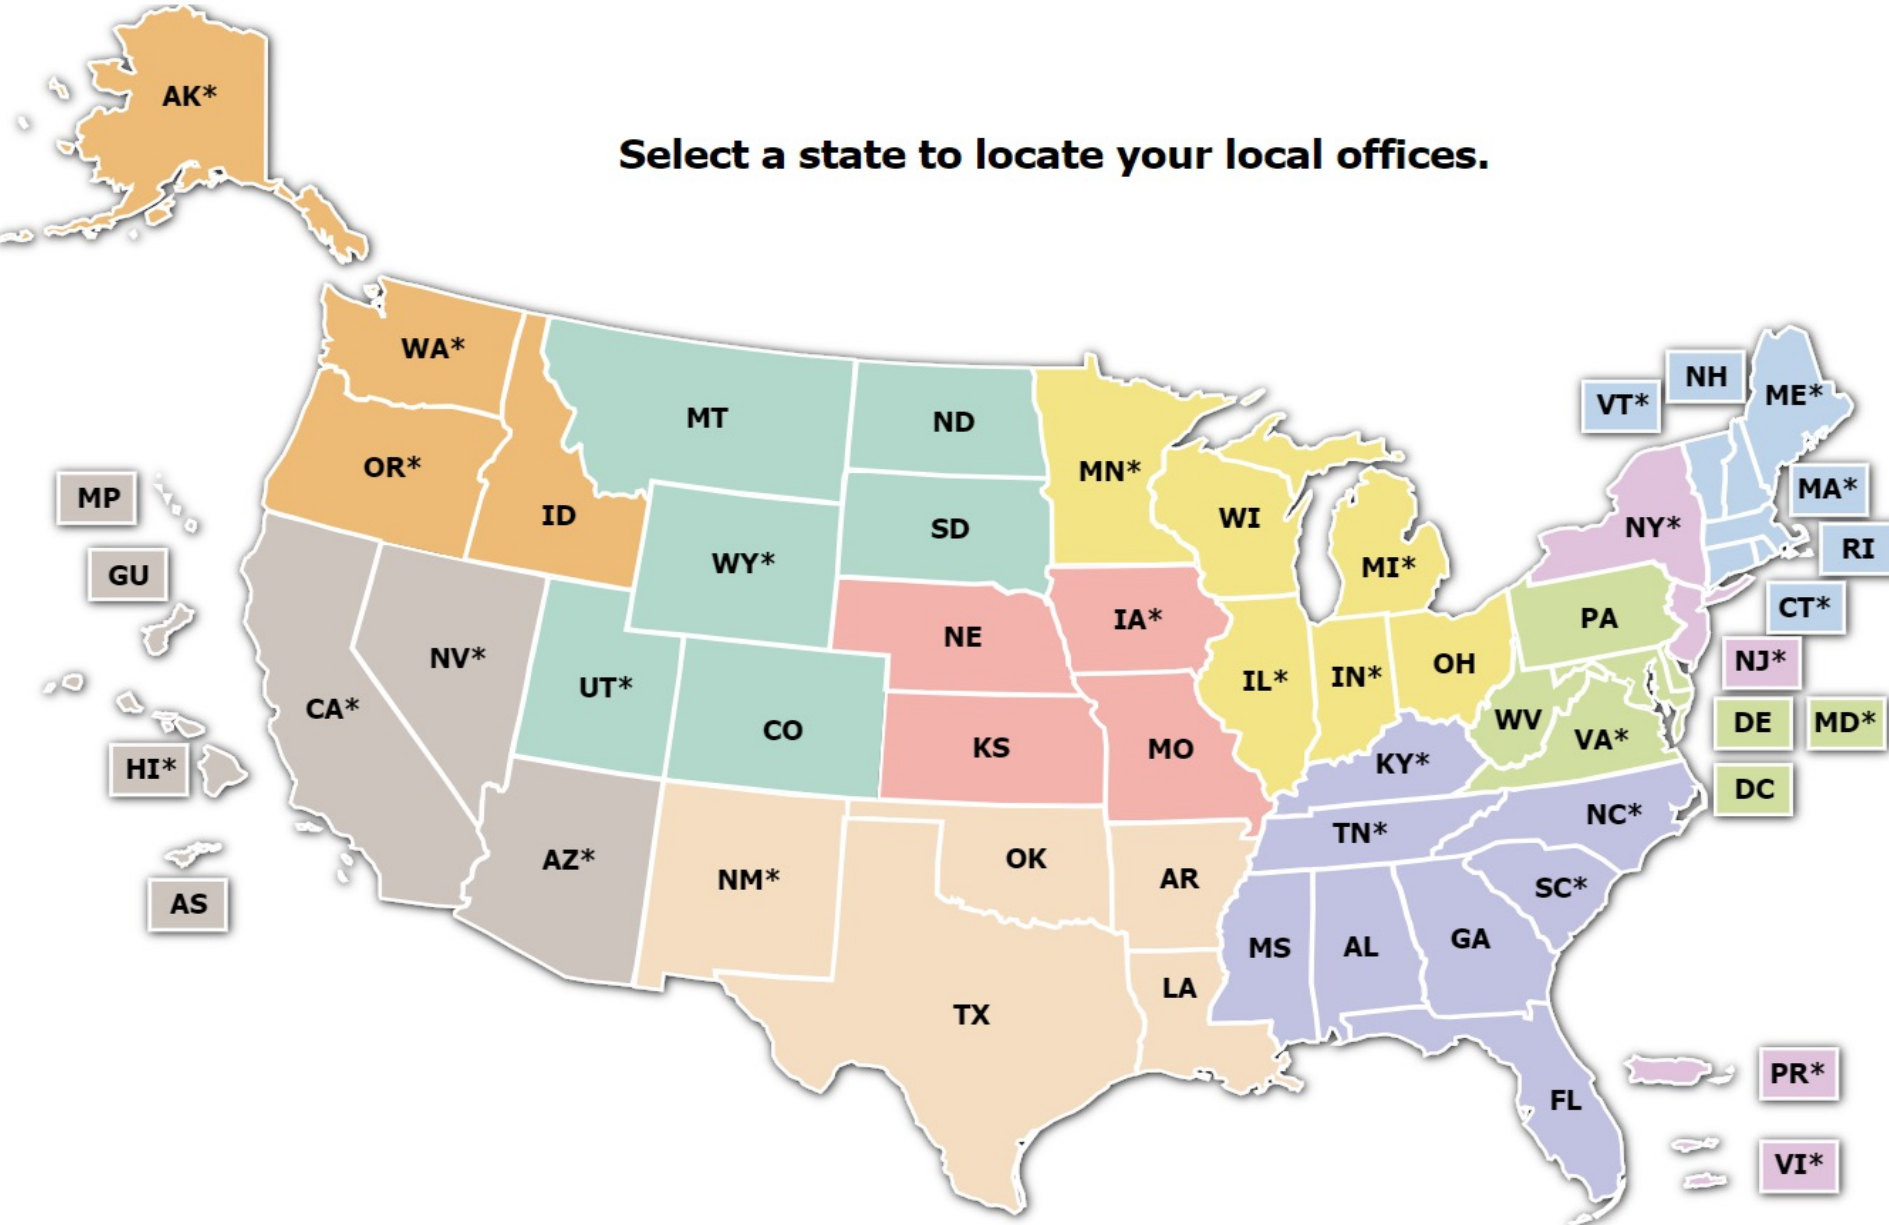 AK*
Select a state to locate your local offices.
WA*
NH
ME*
VT*
MT
ND
OR*
MN*
MA*
MP
ID
SD
WI
NY*
RI
GU
WY*
MI*
CT*
NE
IA*
PA
NV*
UT*
IL*
IN*
OH
NJ*
CA*
CO
KS
MO
WV
VA*
DE
MD*
HI*
KY*
DC
AZ*
NM*
OK
AR
TN*
NC*
AS
SC*
MS
AL
GA
LA
TX
FL
PR*
VI*